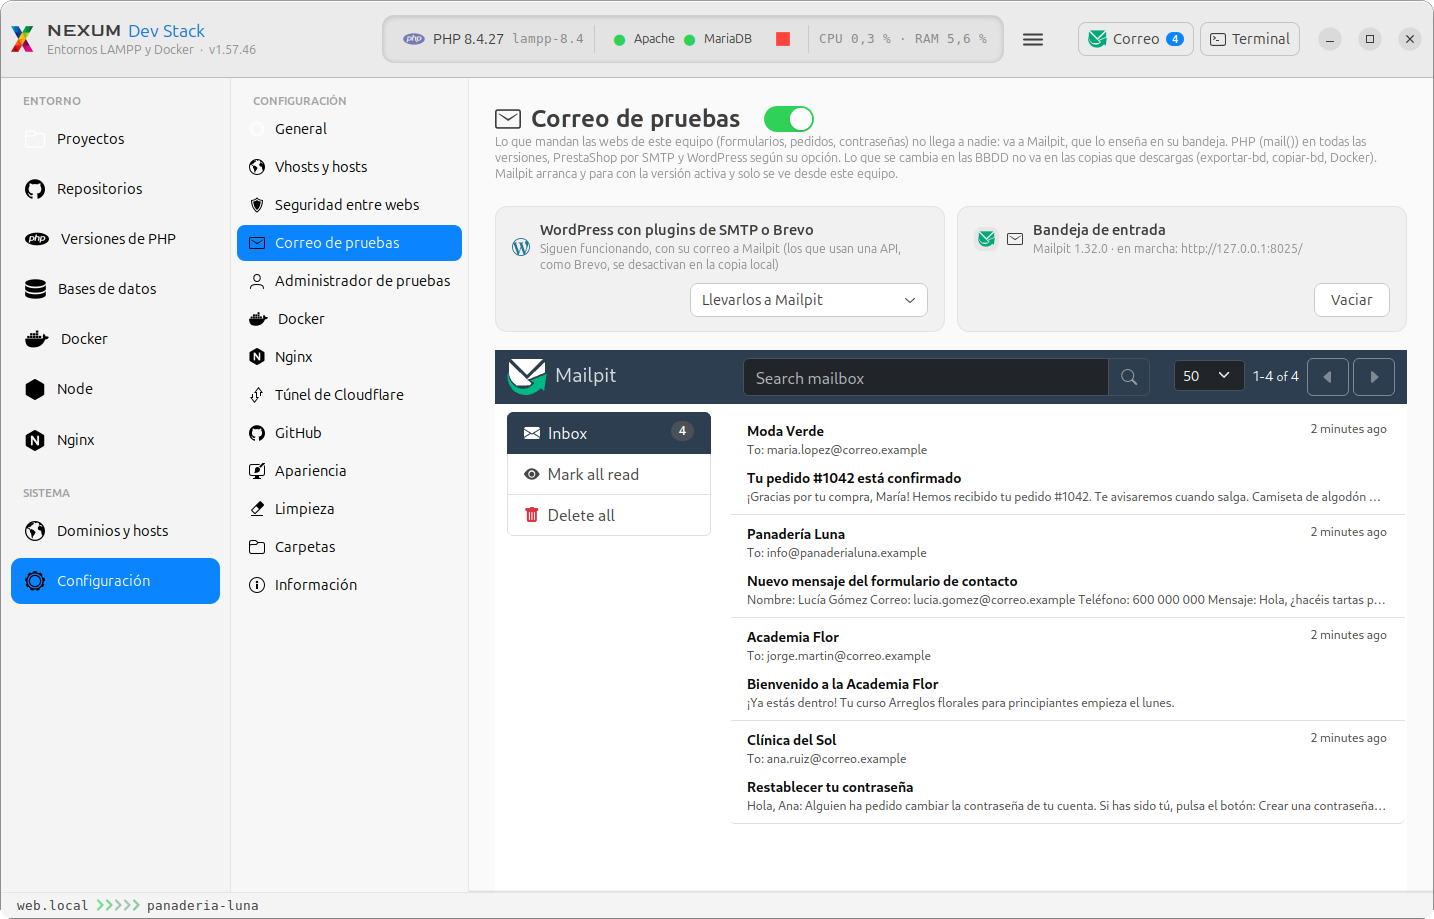 NEXUM Dev Stack
Entornos LAMPP y Docker · v1.57.46
php PHP 8.4.27 lampp-8.4
Apache
MariaDB
CPU 0,3 % · RAM 5,6 %
Correo 4
Terminal
ENTORNO
Proyectos
Repositorios
php Versiones de PHP
Bases de datos
Docker
Node
Nginx
SISTEMA
Dominios y hosts
Configuración
CONFIGURACIÓN
General
Vhosts y hosts
Seguridad entre webs
Correo de pruebas
Administrador de pruebas
Docker
Nginx
Túnel de Cloudflare
GitHub
Apariencia
Limpieza
Carpetas
Información
Correo de pruebas
Lo que mandan las webs de este equipo (formularios, pedidos, contraseñas) no llega a nadie: va a Mailpit, que lo enseña en su bandeja. PHP (mail()) en todas las
versiones, PrestaShop por SMTP y WordPress según su opción. Lo que se cambia en las BBDD no va en las copias que descargas (exportar-bd, copiar-bd, Docker).
Mailpit arranca y para con la versión activa y solo se ve desde este equipo.
WordPress con plugins de SMTP o Brevo
Siguen funcionando, con su correo a Mailpit (los que usan una API,
como Brevo, se desactivan en la copia local)
Llevarlos a Mailpit
Bandeja de entrada
Mailpit 1.32.0 · en marcha: http://127.0.0.1:8025/
Vaciar
Mailpit
Search mailbox
50
1-4 of 4
Inbox 4
Mark all read
Delete all
Moda Verde
2 minutes ago
To: maria.lopez@correo.example
Tu pedido #1042 está confirmado
¡Gracias por tu compra, María! Hemos recibido tu pedido #1042. Te avisaremos cuando salga. Camiseta de algodón ...
Panadería Luna
2 minutes ago
To: info@panaderialuna.example
Nuevo mensaje del formulario de contacto
Nombre: Lucía Gómez Correo: lucia.gomez@correo.example Teléfono: 600 000 000 Mensaje: Hola, ¿hacéis tartas p...
Academia Flor
2 minutes ago
To: jorge.martin@correo.example
Bienvenido a la Academia Flor
¡Ya estás dentro! Tu curso Arreglos florales para principiantes empieza el lunes.
Clínica del Sol
2 minutes ago
To: ana.ruiz@correo.example
Restablecer tu contraseña
Hola, Ana: Alguien ha pedido cambiar la contraseña de tu cuenta. Si has sido tú, pulsa el botón: Crear una contraseña...
web.local ❯❯❯❯❯ panaderia-luna